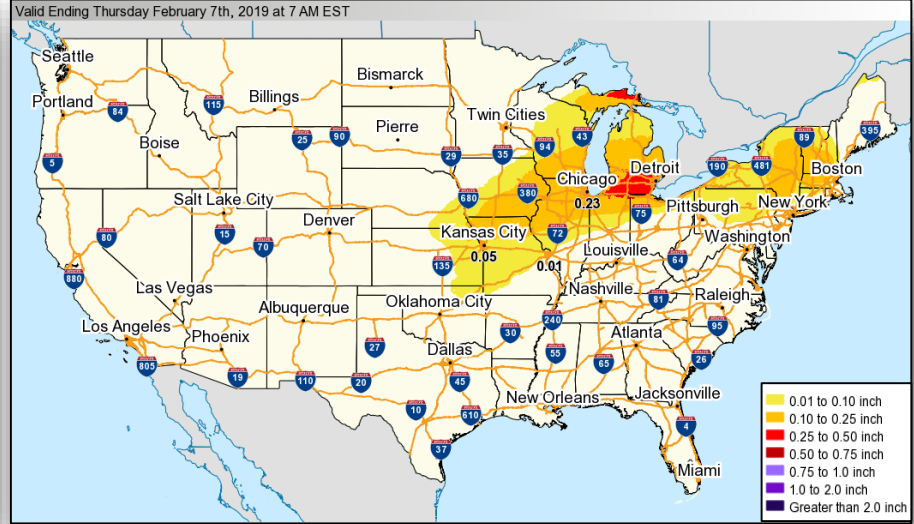 Valid Ending Thursday February 7th, 2019 at 7 AM EST
Seattle
Bismarck
Portland
84
115
Billings
Twin Cities
Pierre
25
90
43
94
89
395
Boise
5
29
35
190
481
Boston
Detroit
Chicago
680
380
0.23
Salt Lake City
75
Pittsburgh
New York
Denver
80
15
70
Kansas City
72
Washington
0.05
Louisville
64
135
0.01
880
Las Vegas
Nashville
81
Raleigh
Albuquerque
Oklahoma City
240
95
Los Angeles
Phoenix
30
Atlanta
27
Dallas
55
65
26
805
19
110
20
45
New Orleans
Jacksonville
10
610
4
37
Miami
0.01 to 0.10 inch
0.10 to 0.25 inch
0.25 to 0.50 inch
0.50 to 0.75 inch
0.75 to 1.0 inch
1.0 to 2.0 inch
Greater than 2.0 inch